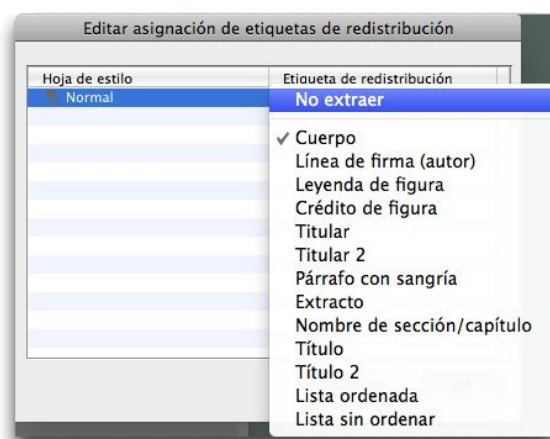 Editar asignación de etiquetas de redistribución
Hoja de estilo
Etiqueta de redistribución
Normal
No extraer
✓ Cuerpo
Línea de firma (autor)
Leyenda de figura
Crédito de figura
Titular
Titular 2
Párrafo con sangría
Extracto
Nombre de sección/capítulo
Título
Título 2
Lista ordenada
Lista sin ordenar